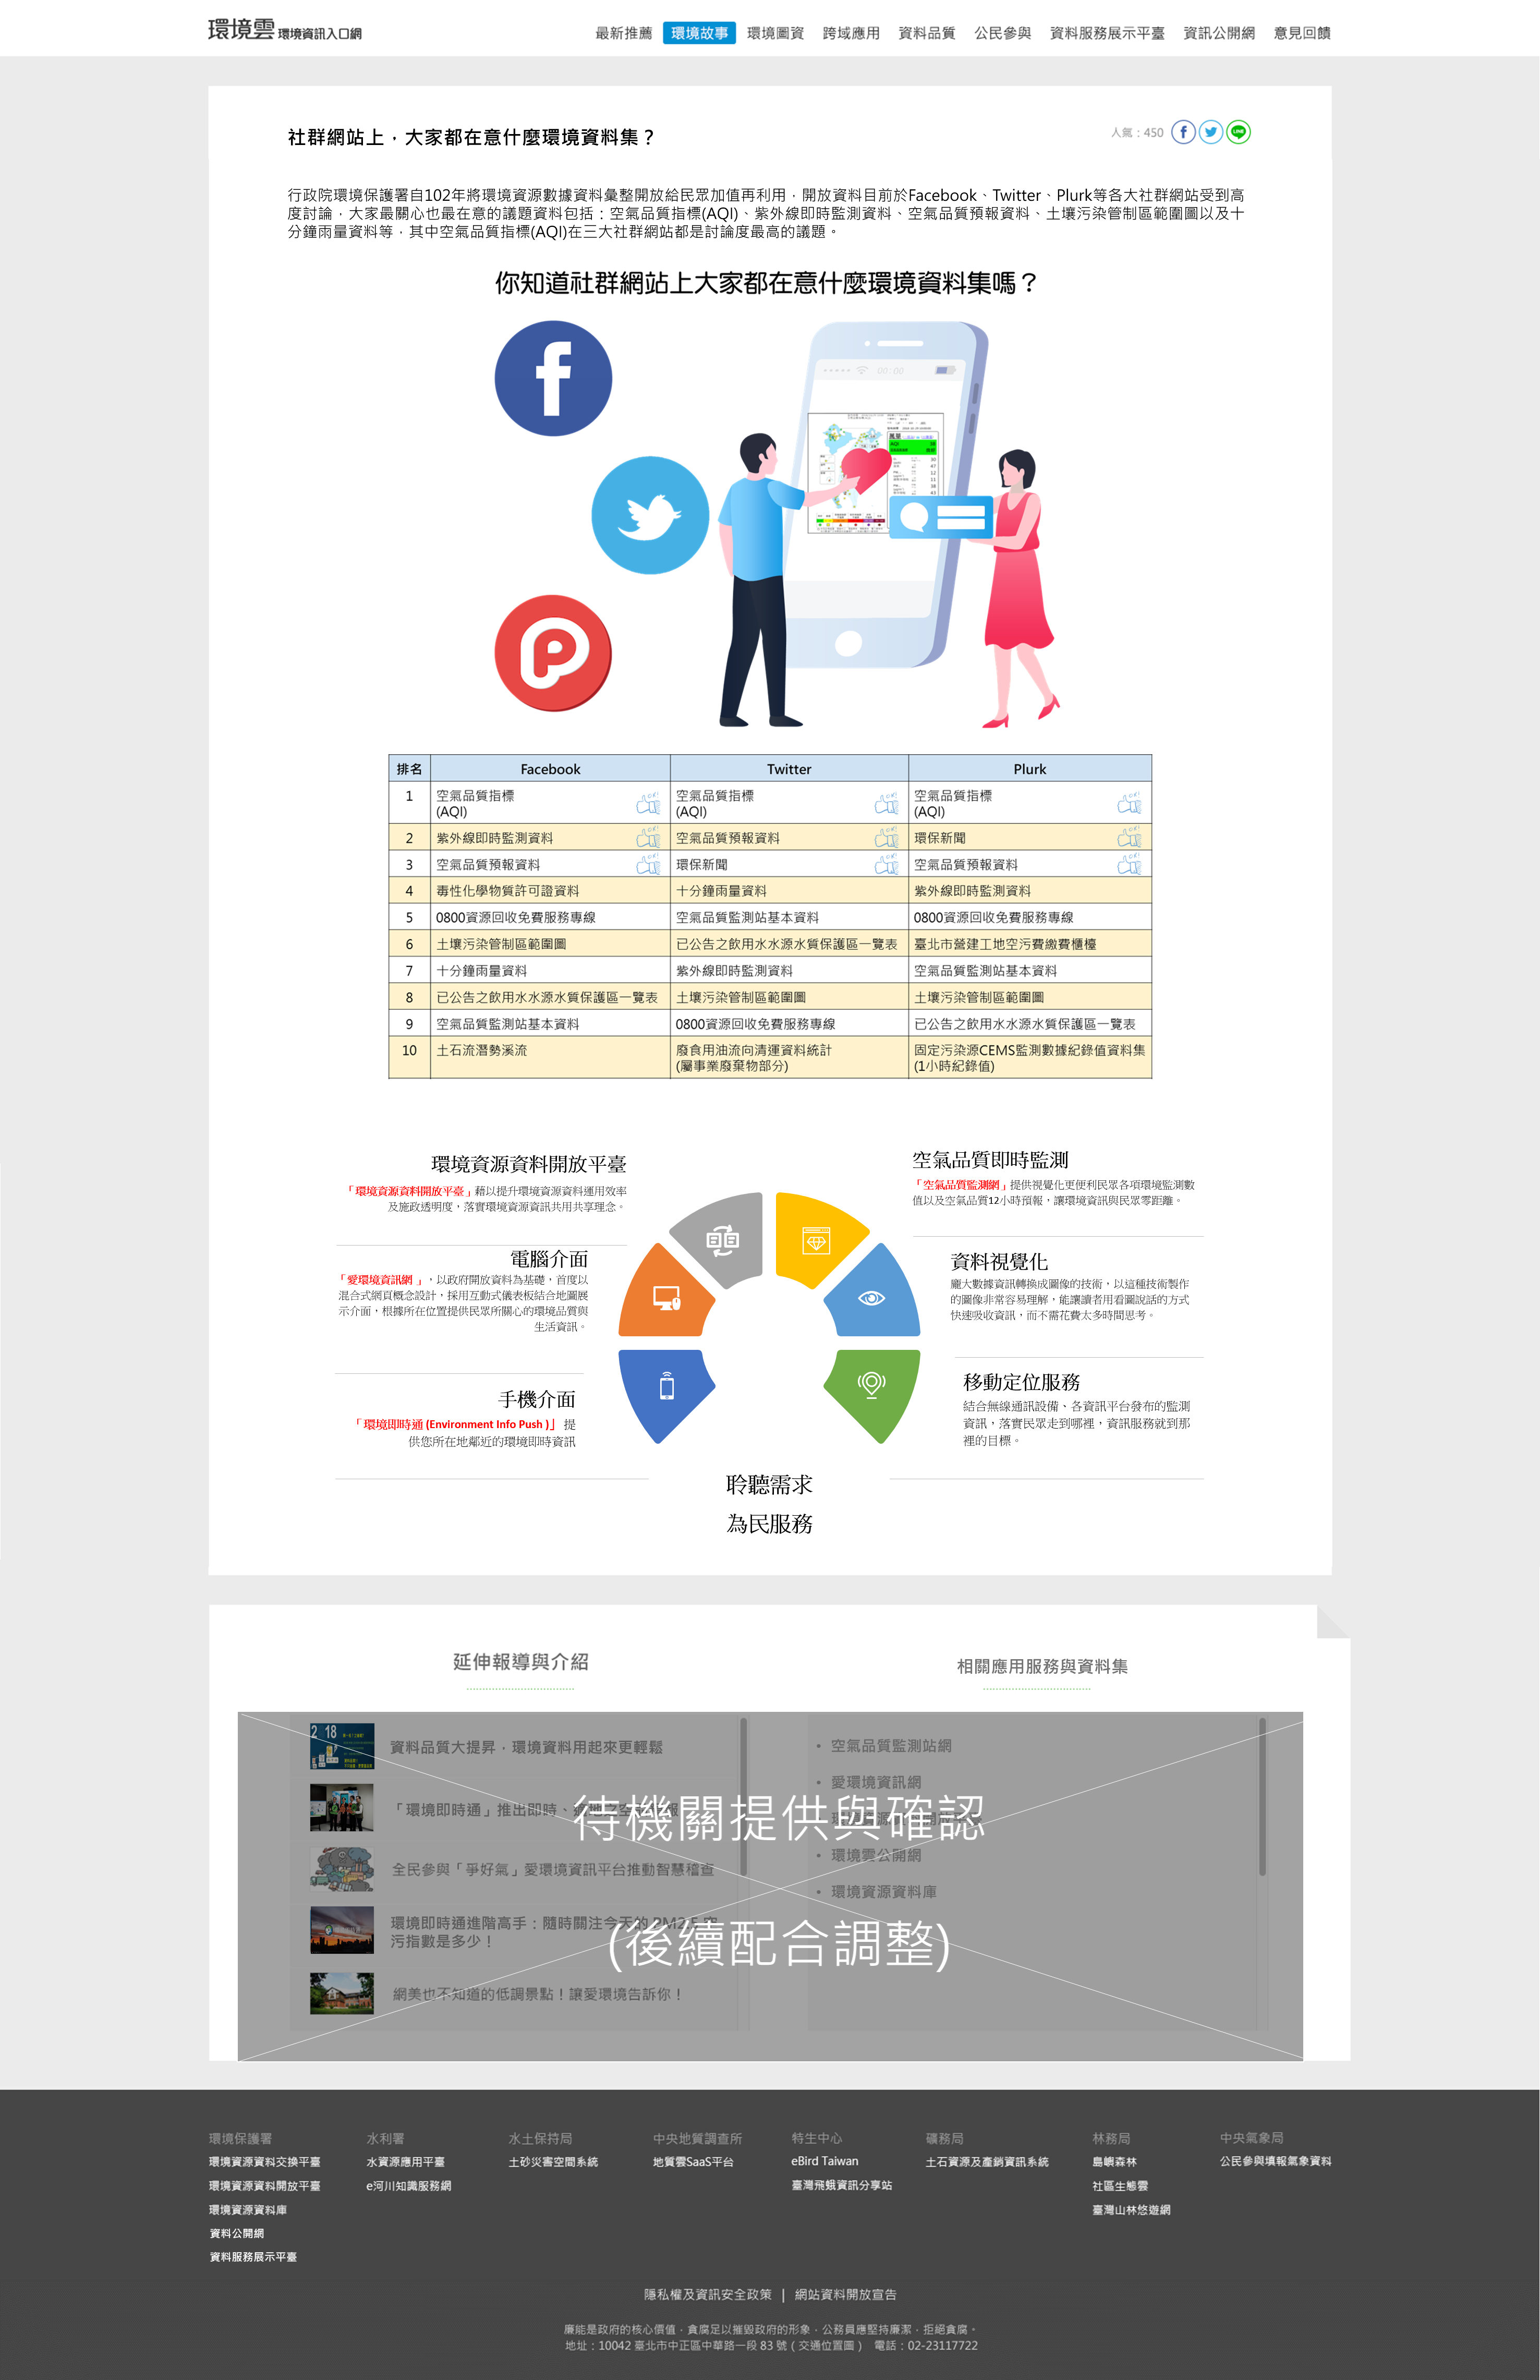 環境雲 環境資訊入口網
最新推薦 環境故事 環境圖資 跨域應用 資料品質 公民參與 資料服務展示平臺 資訊公開網 意見回饋
社群網站上，大家都在意什麼環境資料集？
人氣：450
行政院環境保護署自102年將環境資源數據資料彙整開放給民眾加值再利用，開放資料目前於Facebook、Twitter、Plurk等各大社群網站受到高
度討論，大家最關心也最在意的議題資料包括：空氣品質指標(AQI)、紫外線即時監測資料、空氣品質預報資料、土壤污染管制區範圍圖以及十
分鐘雨量資料等，其中空氣品質指標(AQI)在三大社群網站都是討論度最高的議題。
你知道社群網站上大家都在意什麼環境資料集嗎？
00:00
排名 Facebook Twitter Plurk
1 空氣品質指標 (AQI) 空氣品質指標 (AQI) 空氣品質指標 (AQI)
2 紫外線即時監測資料 空氣品質預報資料 環保新聞
3 空氣品質預報資料 環保新聞 空氣品質預報資料
4 毒性化學物質許可證資料 十分鐘雨量資料 紫外線即時監測資料
5 0800資源回收免費服務專線 空氣品質監測站基本資料 0800資源回收免費服務專線
6 土壤污染管制區範圍圖 已公告之飲用水水源水質保護區一覽表 臺北市營建工地空污費繳費櫃檯
7 十分鐘雨量資料 紫外線即時監測資料 空氣品質監測站基本資料
8 已公告之飲用水水源水質保護區一覽表 土壤污染管制區範圍圖 土壤污染管制區範圍圖
9 空氣品質監測站基本資料 0800資源回收免費服務專線 已公告之飲用水水源水質保護區一覽表
10 土石流潛勢溪流 廢食用油流向清運資料統計 (屬事業廢棄物部分) 固定污染源CEMS監測數據紀錄值資料集 (1小時紀錄值)
環境資源資料開放平臺
「環境資源資料開放平臺」藉以提升環境資源資料運用效率
及施政透明度，落實環境資源資訊共用共享理念。
電腦介面
「愛環境資訊網 」，以政府開放資料為基礎，首度以
混合式網頁概念設計，採用互動式儀表板結合地圖展
示介面，根據所在位置提供民眾所關心的環境品質與
生活資訊。
手機介面
「環境即時通 (Environment Info Push )」 提
供您所在地鄰近的環境即時資訊
空氣品質即時監測
「空氣品質監測網」提供視覺化更便利民眾各項環境監測數
值以及空氣品質12小時預報，讓環境資訊與民眾零距離。
資料視覺化
龐大數據資訊轉換成圖像的技術，以這種技術製作
的圖像非常容易理解，能讓讀者用看圖說話的方式
快速吸收資訊，而不需花費太多時間思考。
移動定位服務
結合無線通訊設備、各資訊平台發布的監測
資訊，落實民眾走到哪裡，資訊服務就到那
裡的目標。
聆聽需求
為民服務
延伸報導與介紹
資料品質大提昇，環境資料用起來更輕鬆
「環境即時通」推出即時、
全民參與「爭好氣」愛環境資訊平台推動智慧稽查
環境即時通進階高手：隨時關注今天的 PM2.5 空
污指數是多少！
網美也不知道的低調景點！讓愛環境告訴你！
相關應用服務與資料集
• 空氣品質監測站網
• 愛環境資訊網
• 環境雲公開網
• 環境資源資料庫
待機關提供與確認
(後續配合調整)
環境保護署
環境資源資料交換平臺
環境資源資料開放平臺
環境資源資料庫
資料公開網
資料服務展示平臺
水利署
水資源應用平臺
e河川知識服務網
水土保持局
土砂災害空間系統
中央地質調查所
地質雲SaaS平台
特生中心
eBird Taiwan
臺灣飛蛾資訊分享站
礦務局
土石資源及產銷資訊系統
林務局
島嶼森林
社區生態雲
臺灣山林悠遊網
中央氣象局
公民參與填報氣象資料
隱私權及資訊安全政策 | 網站資料開放宣告
廉能是政府的核心價值，貪腐足以摧毀政府的形象，公務員應堅持廉潔，拒絕貪腐。
地址：10042 臺北市中正區中華路一段 83 號（交通位置圖） 電話：02-23117722